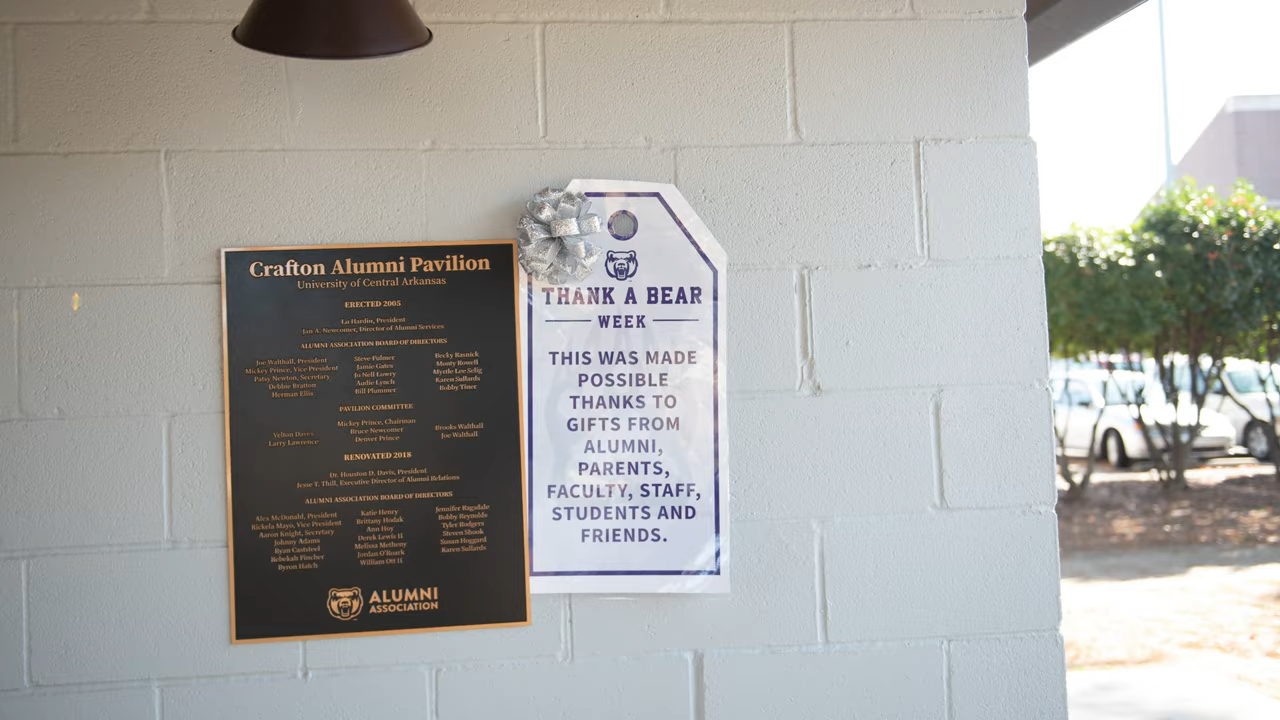 Crafton Alumni Pavilion
University of Central Arkansas
ERECTED 2005
Lu Hardin, President
Jan A. Newcomer, Director of Alumni Services
ALUMNI ASSOCIATION BOARD OF DIRECTORS
Joe Walthall, President
Mickey Prince, Vice President
Patsy Newton, Secretary
Debbie Bratton
Herman Ellis
Steve Fulmer
Jamie Gates
Jo Nell Lowry
Audie Lynch
Bill Plummer
Becky Rasnick
Monty Rowell
Myrtle Lee Selig
Karen Sullards
Bobby Tiner
PAVILION COMMITTEE
Velton Daves
Larry Lawrence
Mickey Prince, Chairman
Bruce Newcomer
Denver Prince
Brooks Walthall
Joe Walthall
RENOVATED 2018
Dr. Houston D. Davis, President
Jesse T. Thill, Executive Director of Alumni Relations
ALUMNI ASSOCIATION BOARD OF DIRECTORS
Alex McDonald, President
Rickela Mayo, Vice President
Aaron Knight, Secretary
Johnny Adams
Ryan Casteel
Rebekah Fincher
Byron Hatch
Katie Henry
Brittany Hodak
Ann Hoy
Derek Lewis II
Melissa Metheny
Jordan O'Roark
William Ott II
Jennifer Ragsdale
Bobby Reynolds
Tyler Rodgers
Steven Shook
Susan Hoggard
Karen Sullards
ALUMNI
ASSOCIATION
THANK A BEAR
WEEK
THIS WAS MADE
POSSIBLE
THANKS TO
GIFTS FROM
ALUMNI,
PARENTS,
FACULTY, STAFF,
STUDENTS AND
FRIENDS.